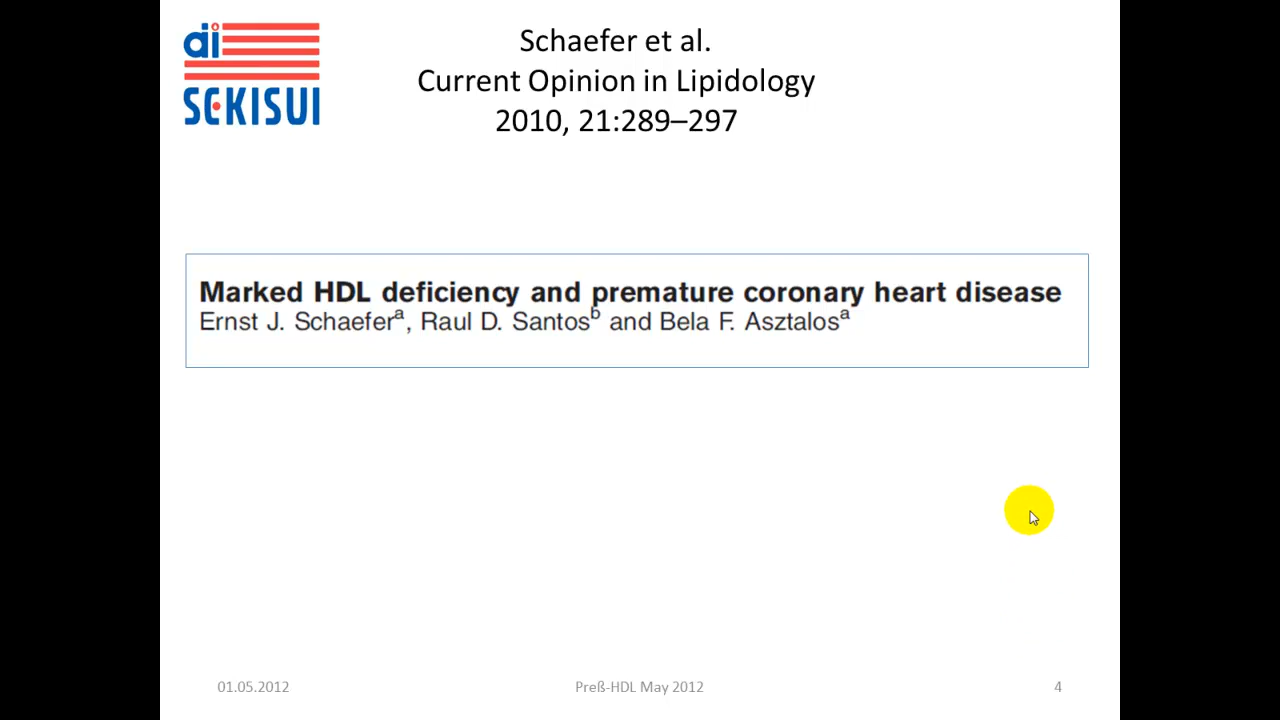 SEKISUI
Schaefer et al.
Current Opinion in Lipidology
2010, 21:289–297
Marked HDL deficiency and premature coronary heart disease
Ernst J. Schaeferᵃ, Raul D. Santosᵇ and Bela F. Asztalosᵃ
01.05.2012
Preß-HDL May 2012
4